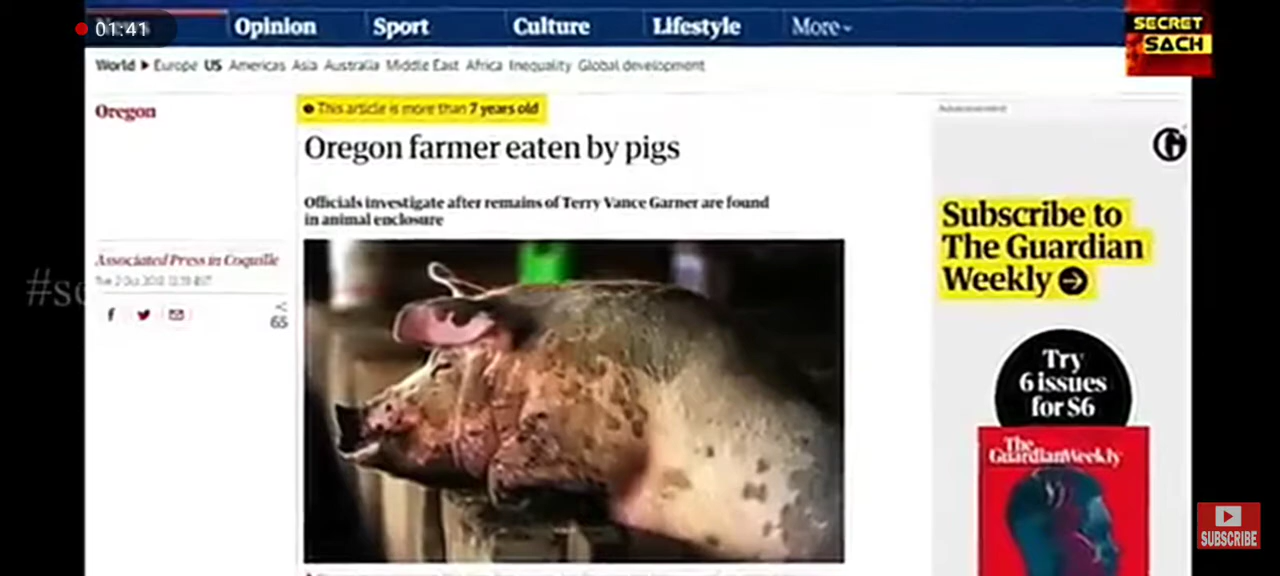 01:41
Opinion Sport Culture Lifestyle More
SECRET
SACH
World Europe US Americas Asia Australia Middle East Africa Inequality Global development
Oregon
This article is more than 7 years old
Advertisement
Oregon farmer eaten by pigs
Officials investigate after remains of Terry Vance Garner are found
in animal enclosure
Associated Press in Coquille
#se
65
Subscribe to
The Guardian
Weekly
Try
6 issues
for $6
The
GuardianWeekly
SUBSCRIBE